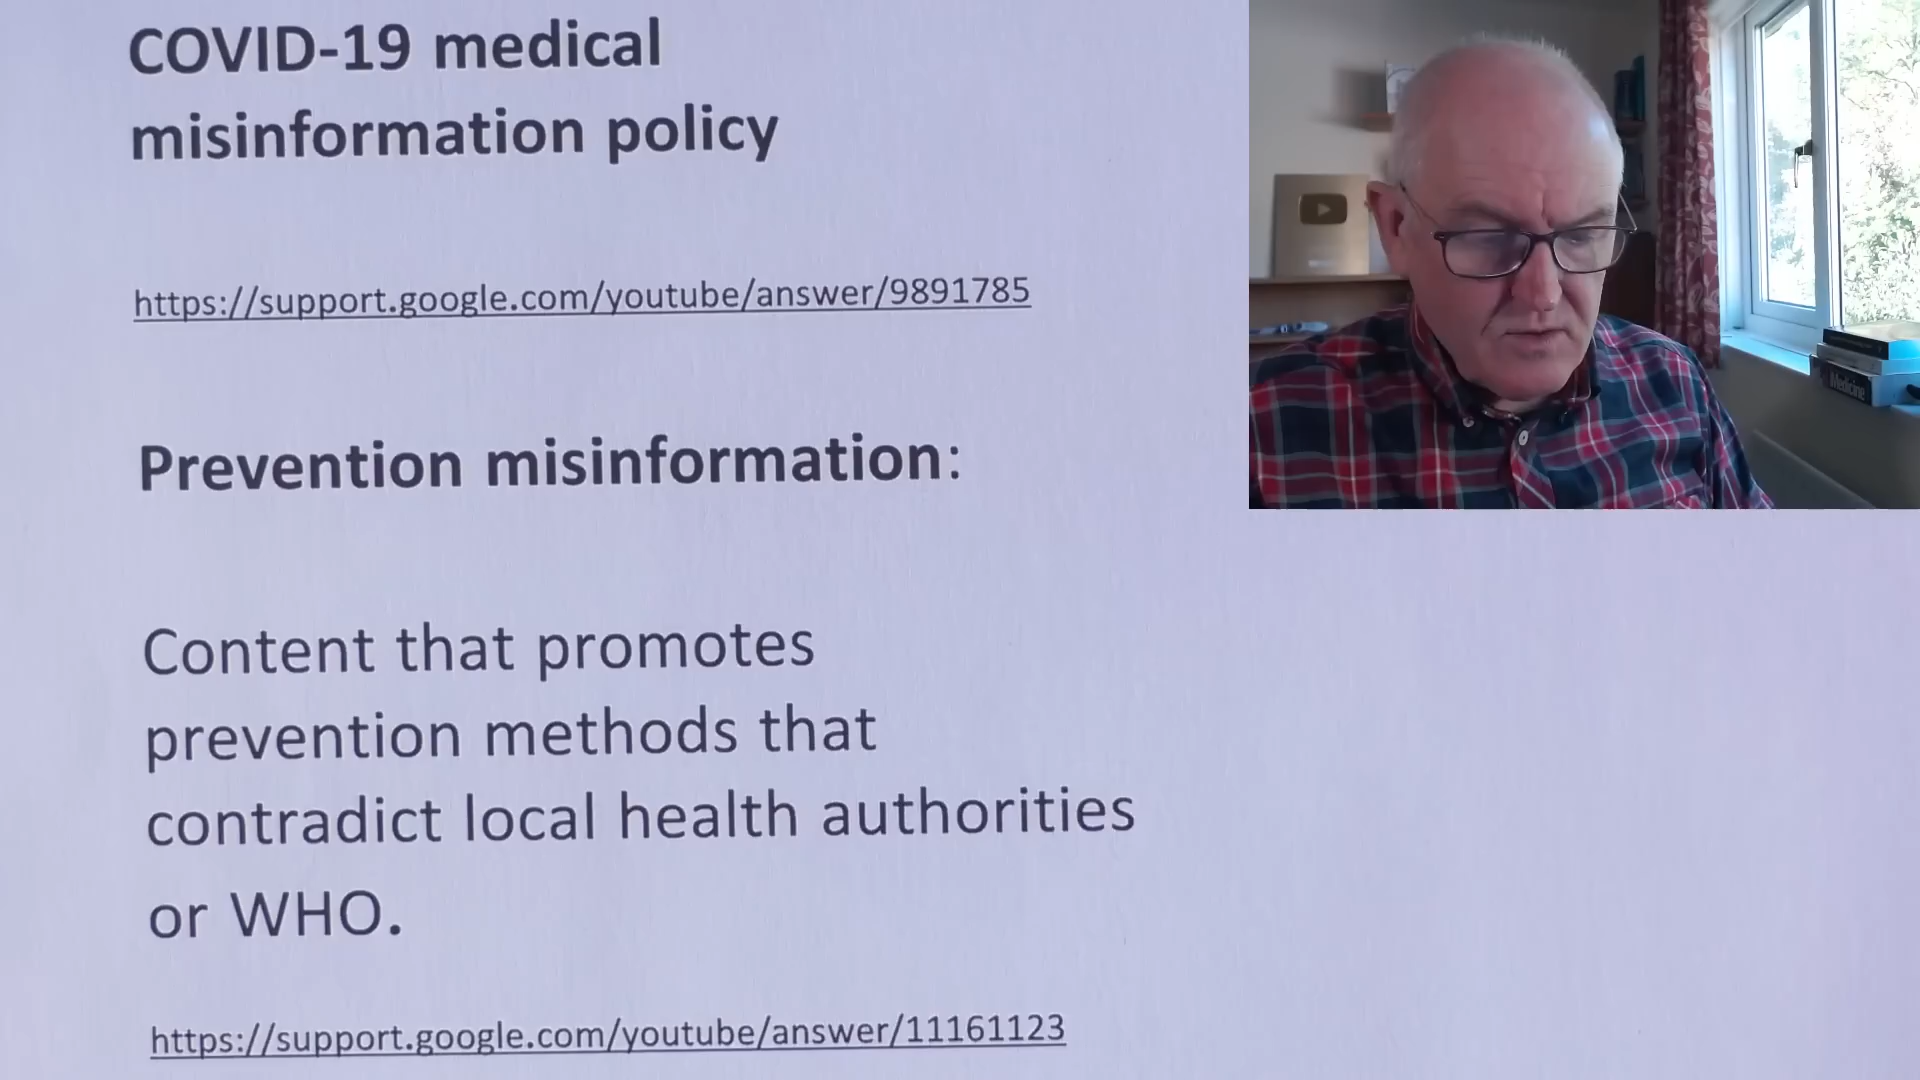 COVID-19 medical
misinformation policy
https://support.google.com/youtube/answer/9891785
Prevention misinformation:
Content that promotes
prevention methods that
contradict local health authorities
or WHO.
https://support.google.com/youtube/answer/11161123
Medicine